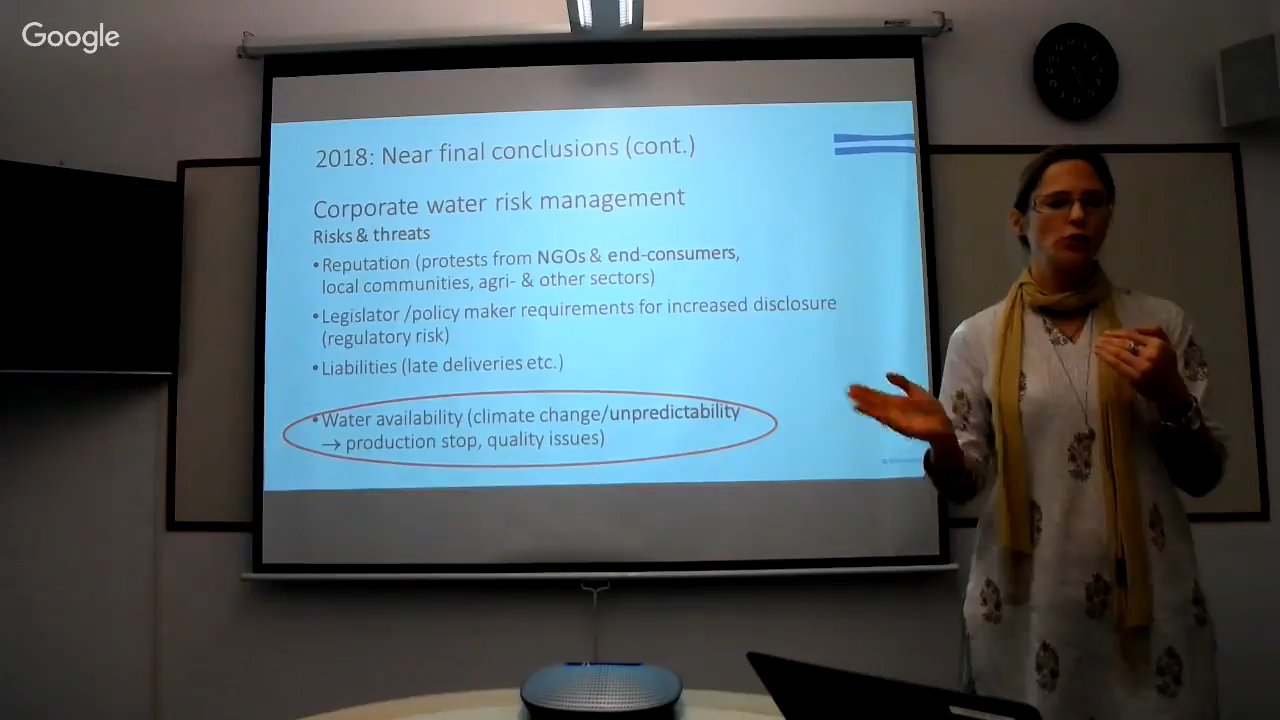 Google
2018: Near final conclusions (cont.)
Corporate water risk management
Risks & threats
•Reputation (protests from NGOs & end-consumers,
local communities, agri- & other sectors)
•Legislator /policy maker requirements for increased disclosure
(regulatory risk)
•Liabilities (late deliveries etc.)
•Water availability (climate change/unpredictability
→ production stop, quality issues)